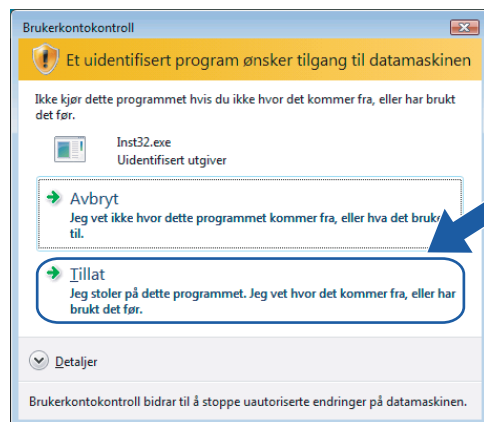 Brukerkontokontroll
Et uidentifisert program ønsker tilgang til datamaskinen
Ikke kjør dette programmet hvis du ikke hvor det kommer fra, eller har brukt
det før.
Inst32.exe
Uidentifisert utgiver
Avbryt
Jeg vet ikke hvor dette programmet kommer fra, eller hva det
til.
Tillat
Jeg stoler på dette programmet. Jeg vet hvor det kommer fra, eller har
brukt det før.
Detaljer
Brukerkontokontroll bidrar til å stoppe uautoriserte endringer på datamaskinen.